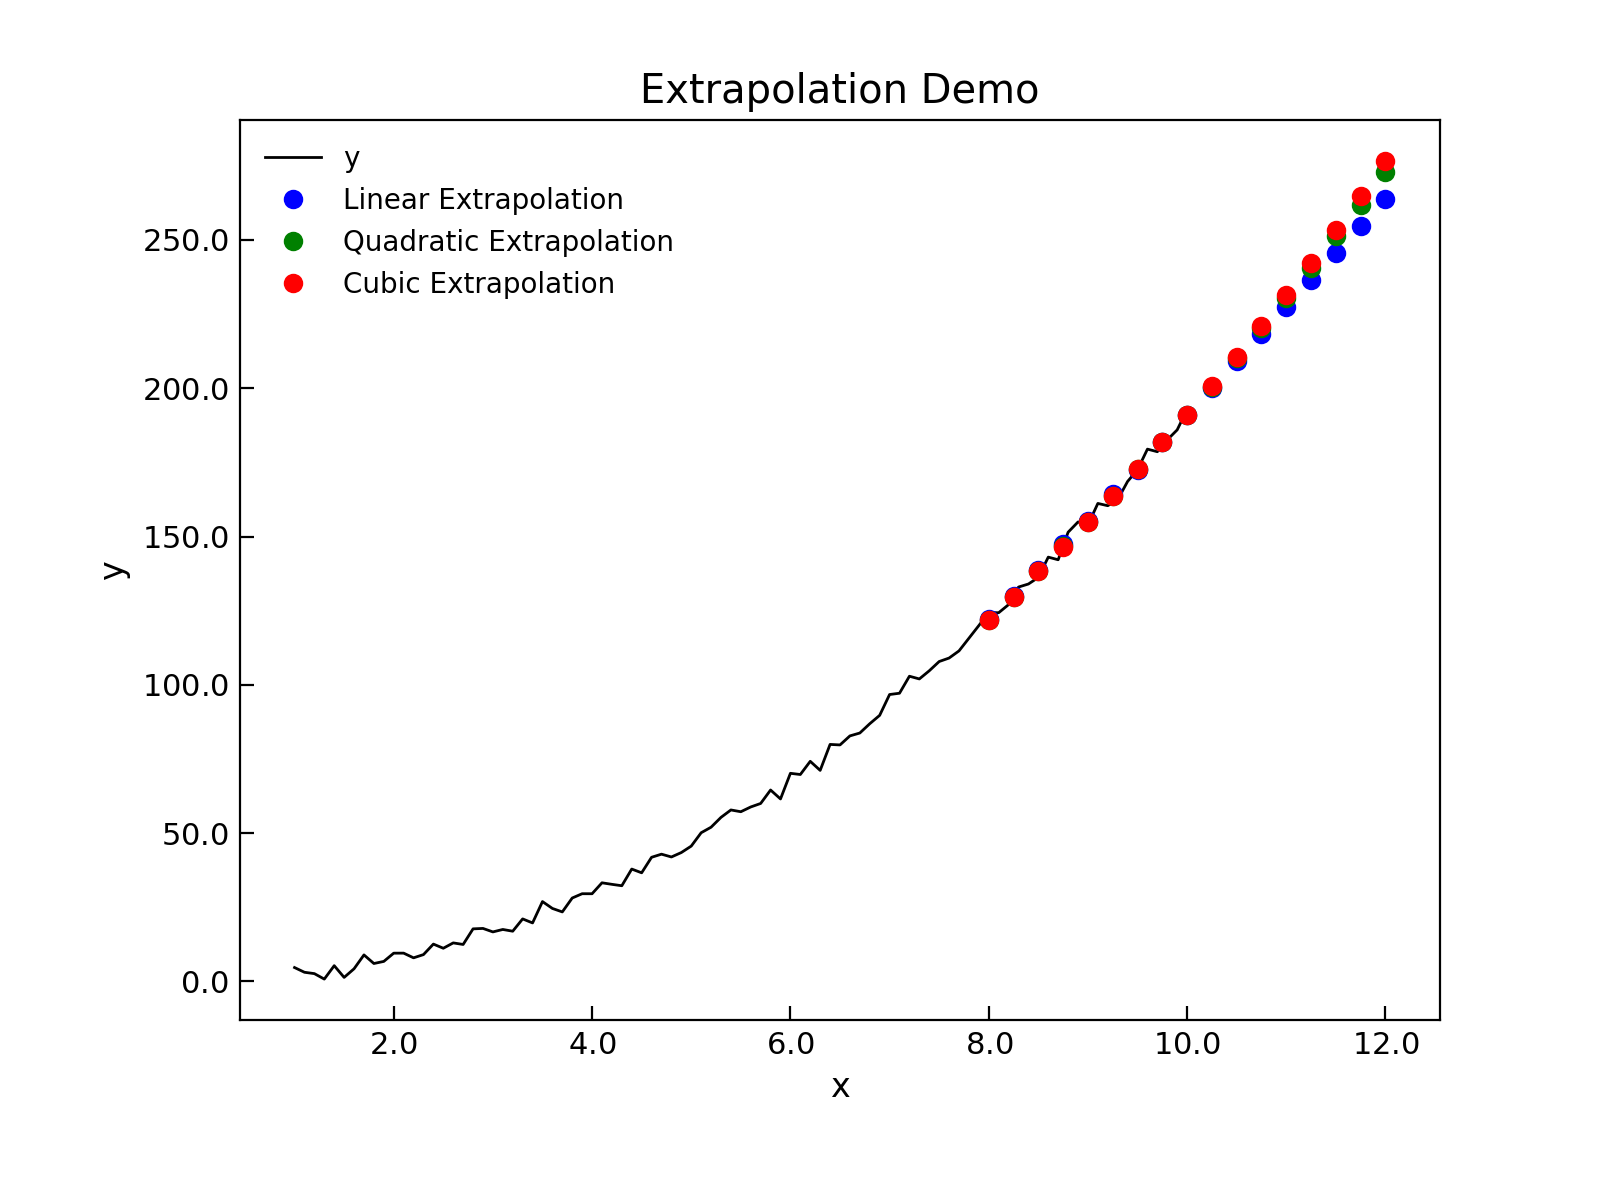 Extrapolation Demo
y
Linear Extrapolation
Quadratic Extrapolation
Cubic Extrapolation
250.0
200.0
150.0
100.0
50.0
0.0
y
2.0 4.0 6.0 8.0 10.0 12.0
x